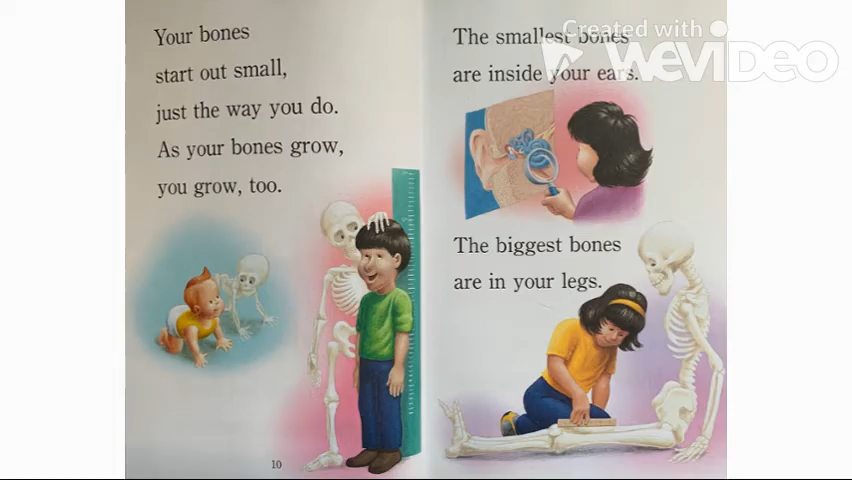 Your bones
start out small,
just the way you do.
As your bones grow,
you grow, too.
10
Created with
WEVIDEO
The smallest bones
are inside your ears.
The biggest bones
are in your legs.